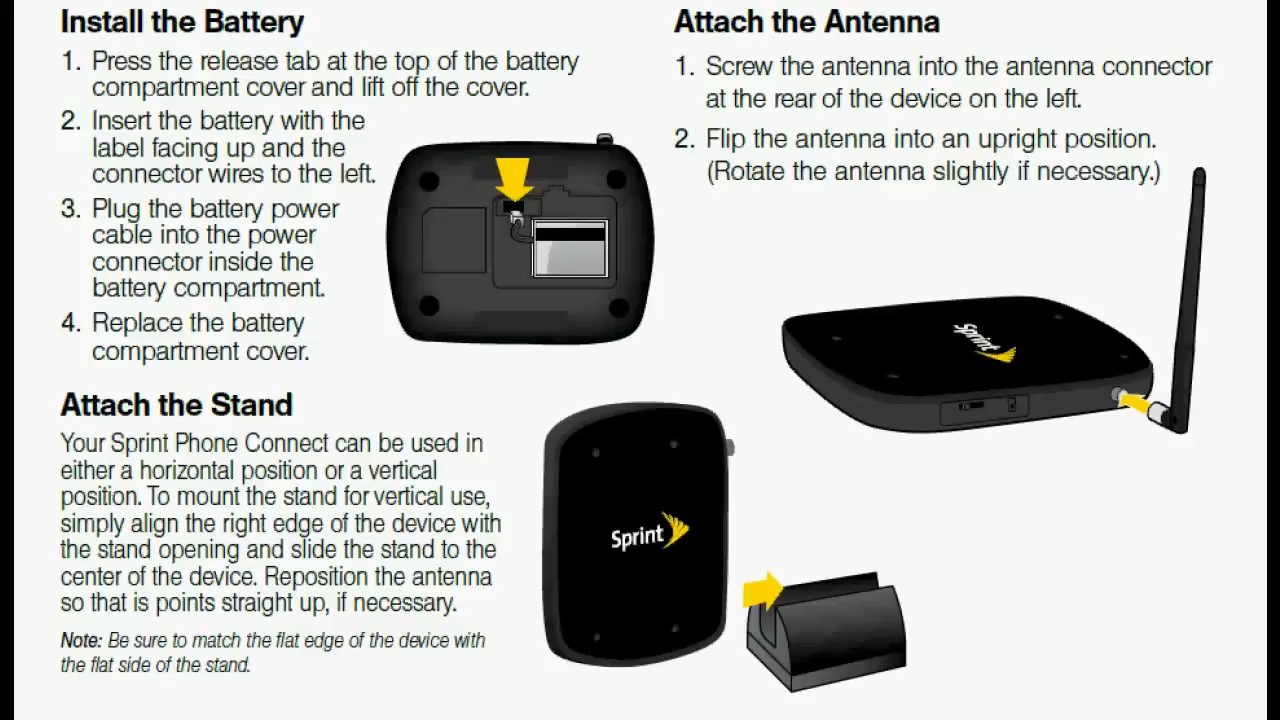 Install the Battery
1. Press the release tab at the top of the battery
compartment cover and lift off the cover.
2. Insert the battery with the
label facing up and the
connector wires to the left.
3. Plug the battery power
cable into the power
connector inside the
battery compartment.
4. Replace the battery
compartment cover.
Attach the Stand
Your Sprint Phone Connect can be used in
either a horizontal position or a vertical
position. To mount the stand for vertical use,
simply align the right edge of the device with
the stand opening and slide the stand to the
center of the device. Reposition the antenna
so that is points straight up, if necessary.
Note: Be sure to match the flat edge of the device with
the flat side of the stand.
Sprint
Attach the Antenna
1. Screw the antenna into the antenna connector
at the rear of the device on the left.
2. Flip the antenna into an upright position.
(Rotate the antenna slightly if necessary.)
Sprint